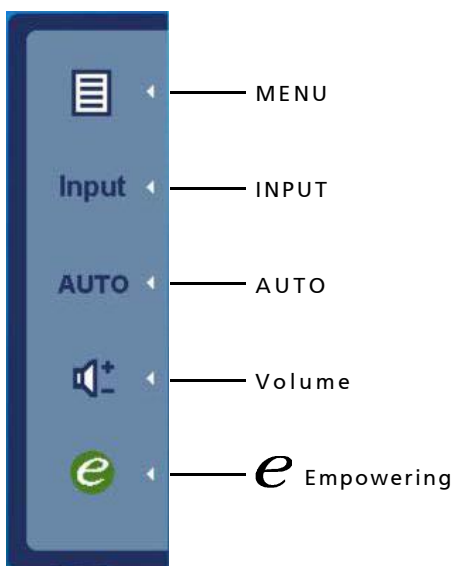 MENU
Input INPUT
AUTO AUTO
+ - Volume
e e Empowering